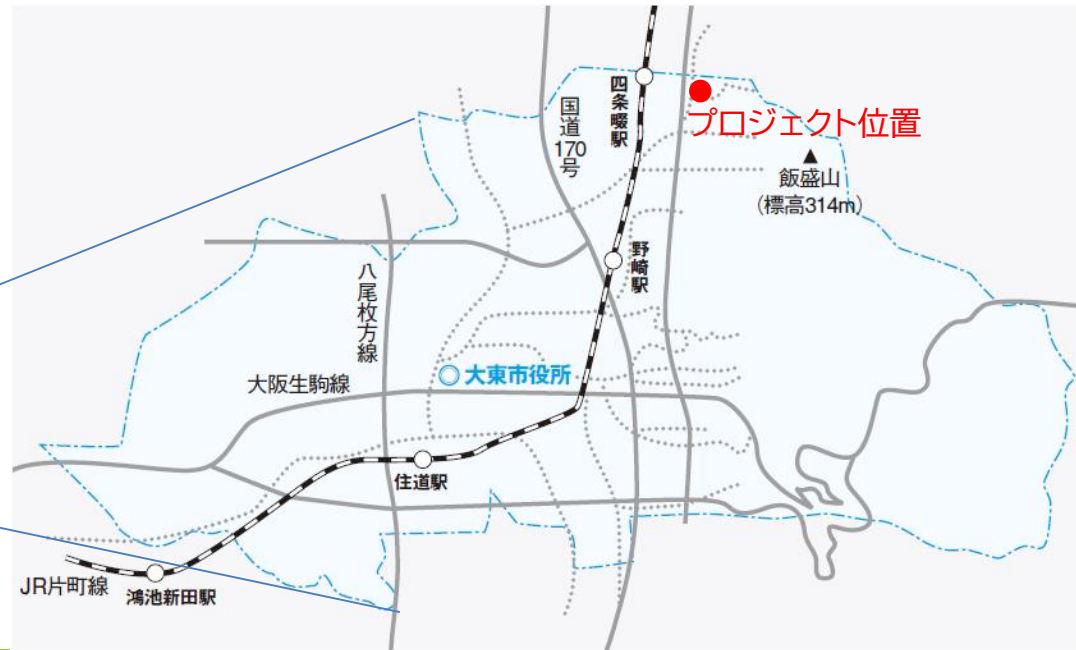 四条畷駅
国道170号
プロジェクト位置
飯盛山
(標高314m)
野崎駅
八尾枚方線
大東市役所
大阪生駒線
住道駅
JR片町線
鴻池新田駅